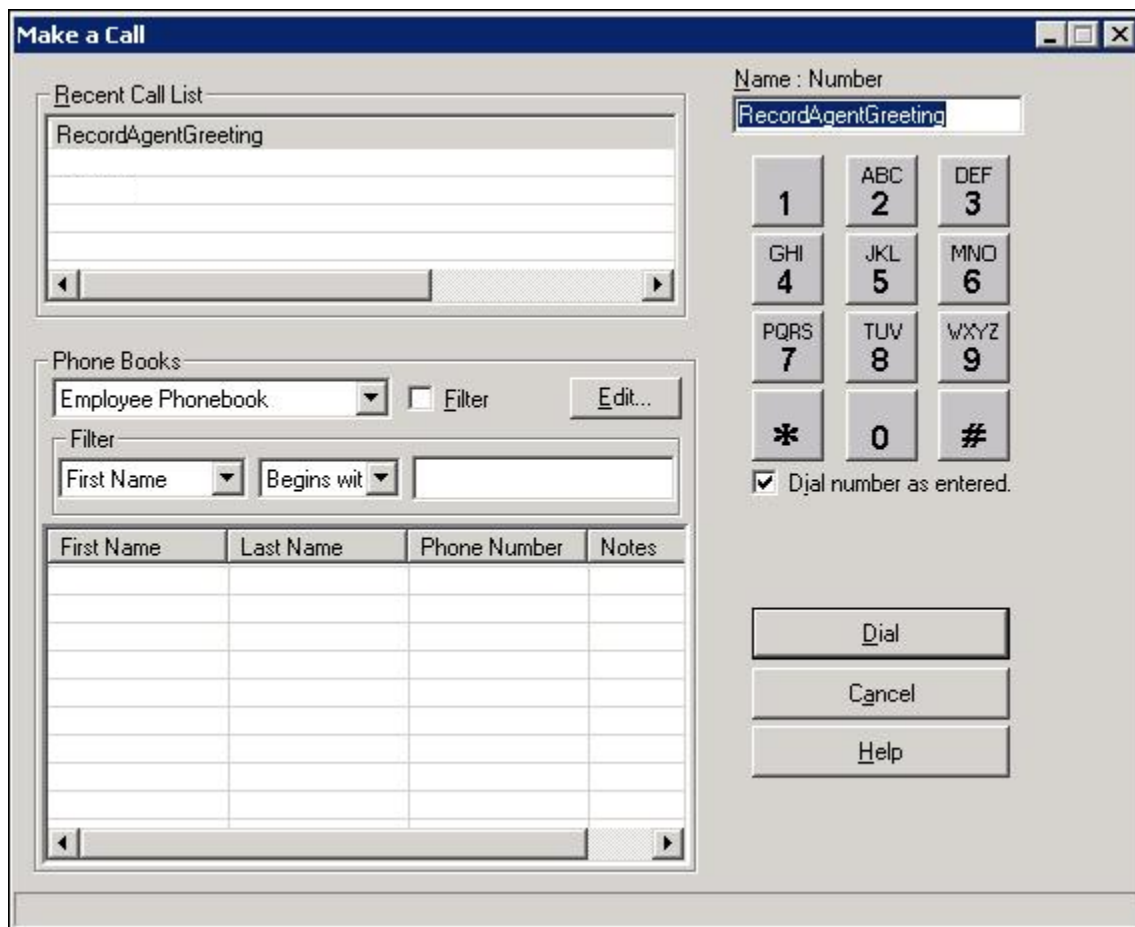 Make a Call
Recent Call List
RecordAgentGreeting
Name : Number
RecordAgentGreeting
1
ABC 2
DEF 3
GHI 4
JKL 5
MNO 6
PQRS 7
TUV 8
WXYZ 9
*
0
#
Dial number as entered.
Phone Books
Employee Phonebook
Filter
Edit...
Filter
First Name
Begins wit
First Name Last Name Phone Number Notes
Dial
Cancel
Help